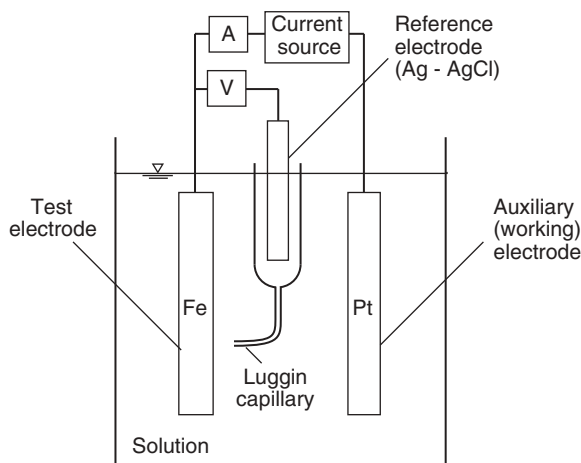 A
Current
source
Reference
electrode
(Ag - AgCl)
V
Test
electrode
Auxiliary
(working)
electrode
Fe
Pt
Luggin
capillary
Solution